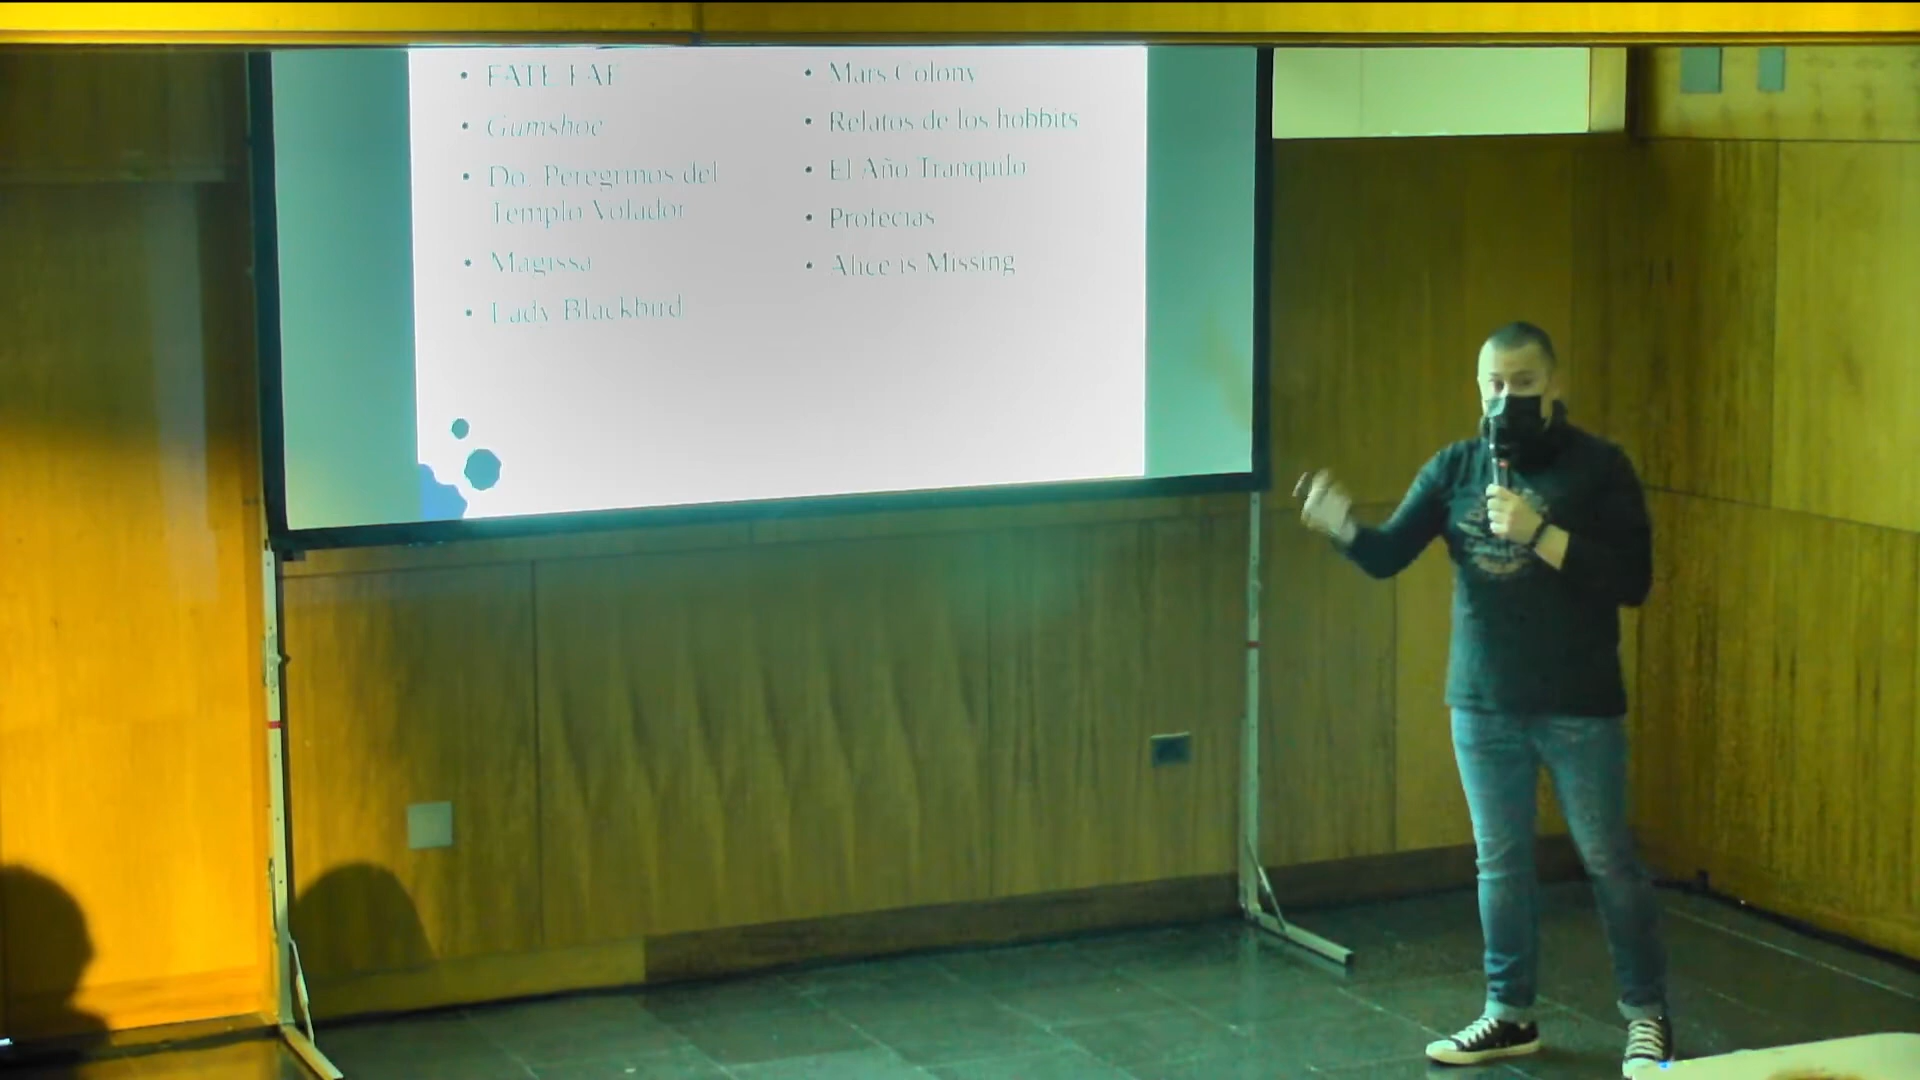 • FATE FAE
• Gumshoe
• Do: Peregrinos del
Templo Volador
• Magissa
• Lady Blackbird
• Mars Colony
• Relatos de los hobbits
• El Año Tranquilo
• Profecías
• Alice is Missing